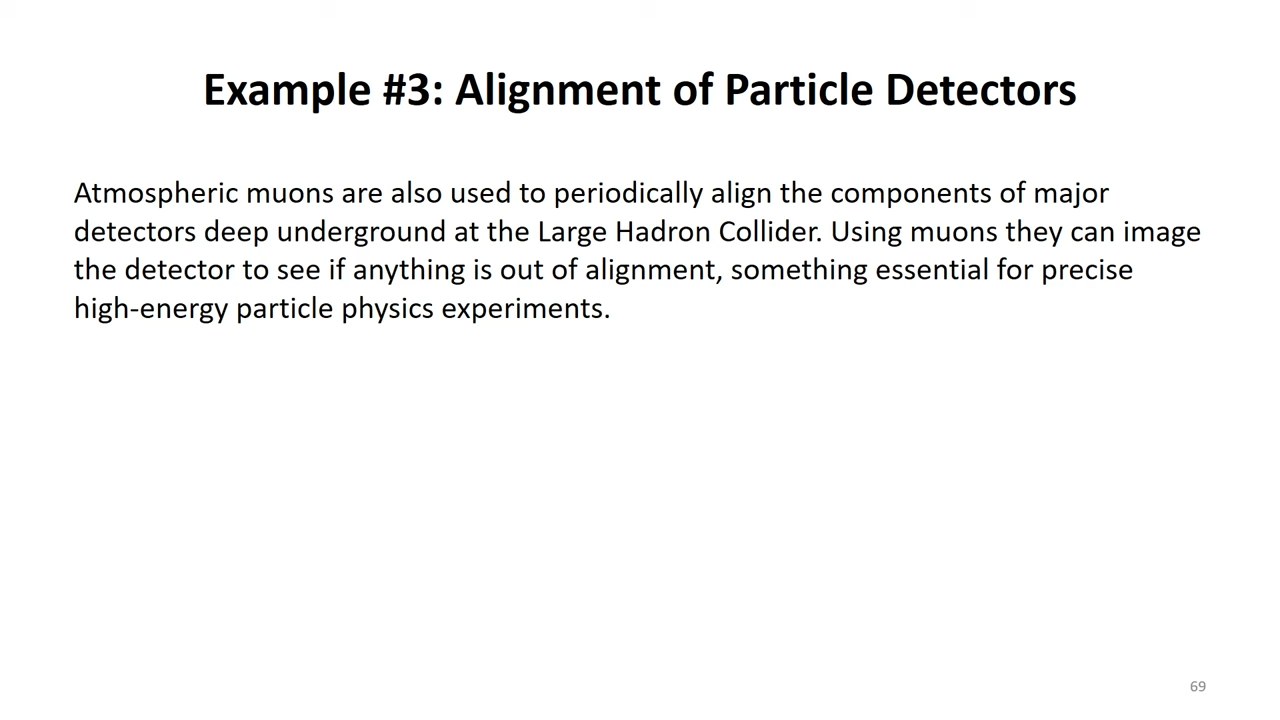 Example #3: Alignment of Particle Detectors
Atmospheric muons are also used to periodically align the components of major
detectors deep underground at the Large Hadron Collider. Using muons they can image
the detector to see if anything is out of alignment, something essential for precise
high-energy particle physics experiments.
69